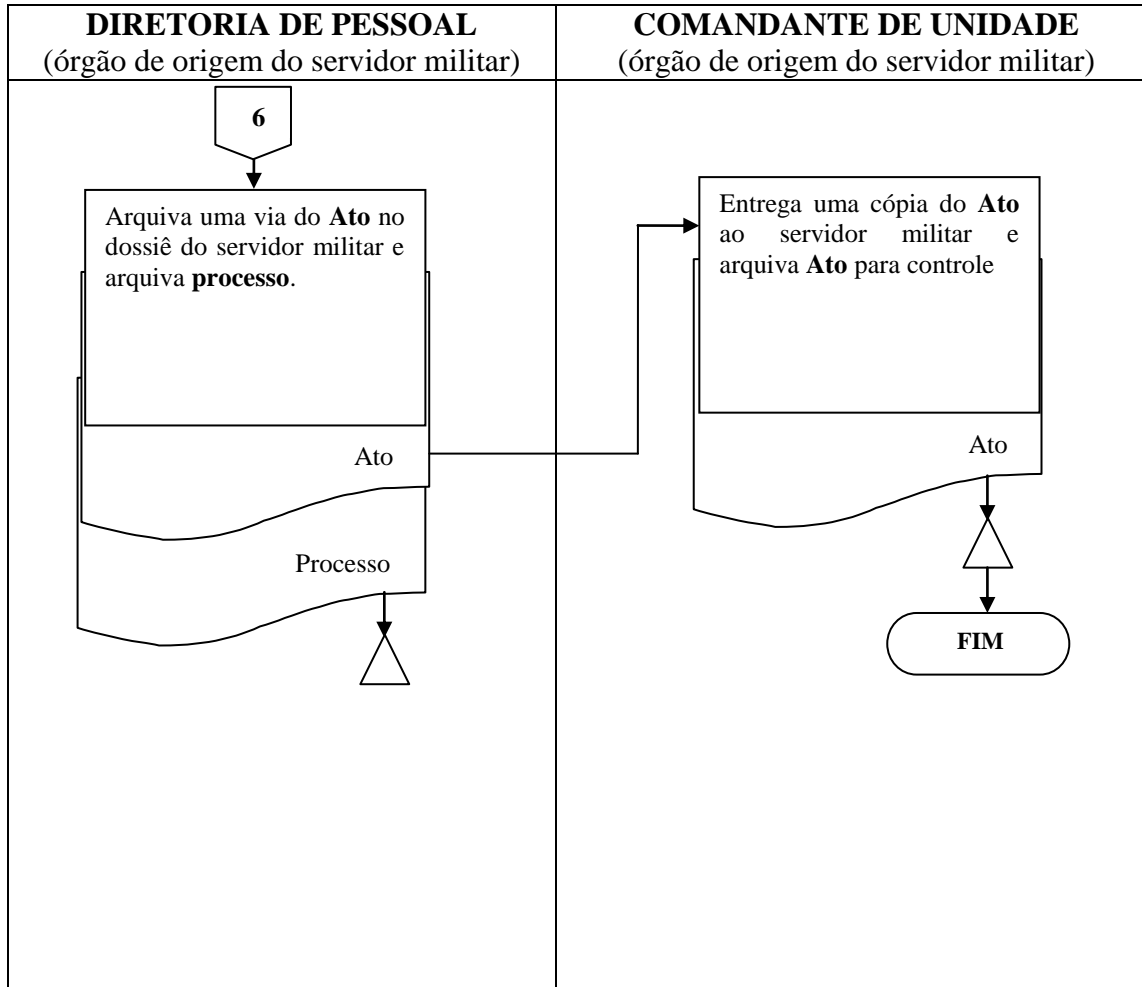 DIRETORIA DE PESSOAL
(órgão de origem do servidor militar)
COMANDANTE DE UNIDADE
(órgão de origem do servidor militar)
6
Arquiva uma via do Ato no
dossiê do servidor militar e
arquiva processo.
Ato
Processo
Entrega uma cópia do Ato
ao servidor militar e
arquiva Ato para controle
Ato
FIM